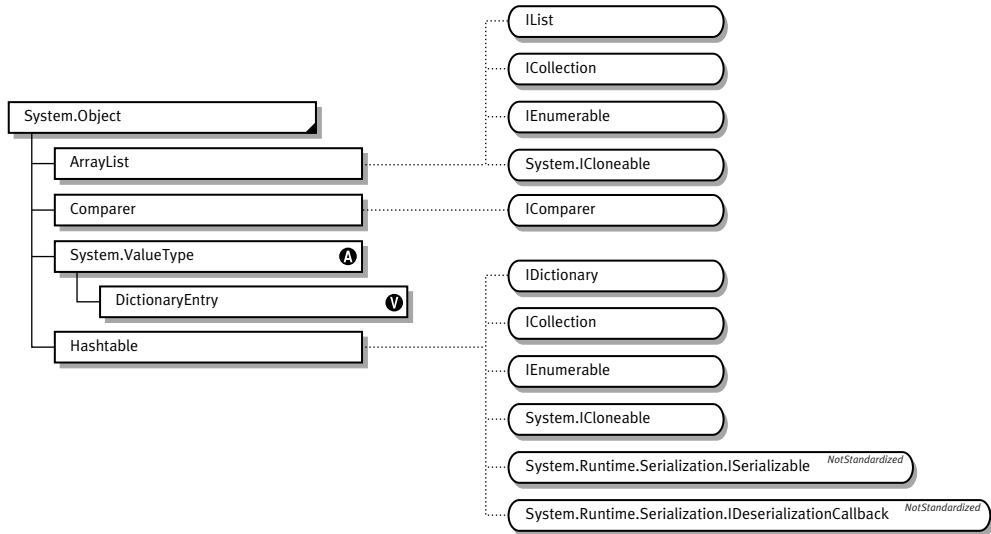 IList
ICollection
IEnumerable
System.Object
System.ICloneable
ArrayList
Comparer
IComparer
System.ValueType A
IDictionary
DictionaryEntry V
ICollection
Hashtable
IEnumerable
System.ICloneable
System.Runtime.Serialization.ISerializable NotStandardized
System.Runtime.Serialization.IDeserializationCallback NotStandardized